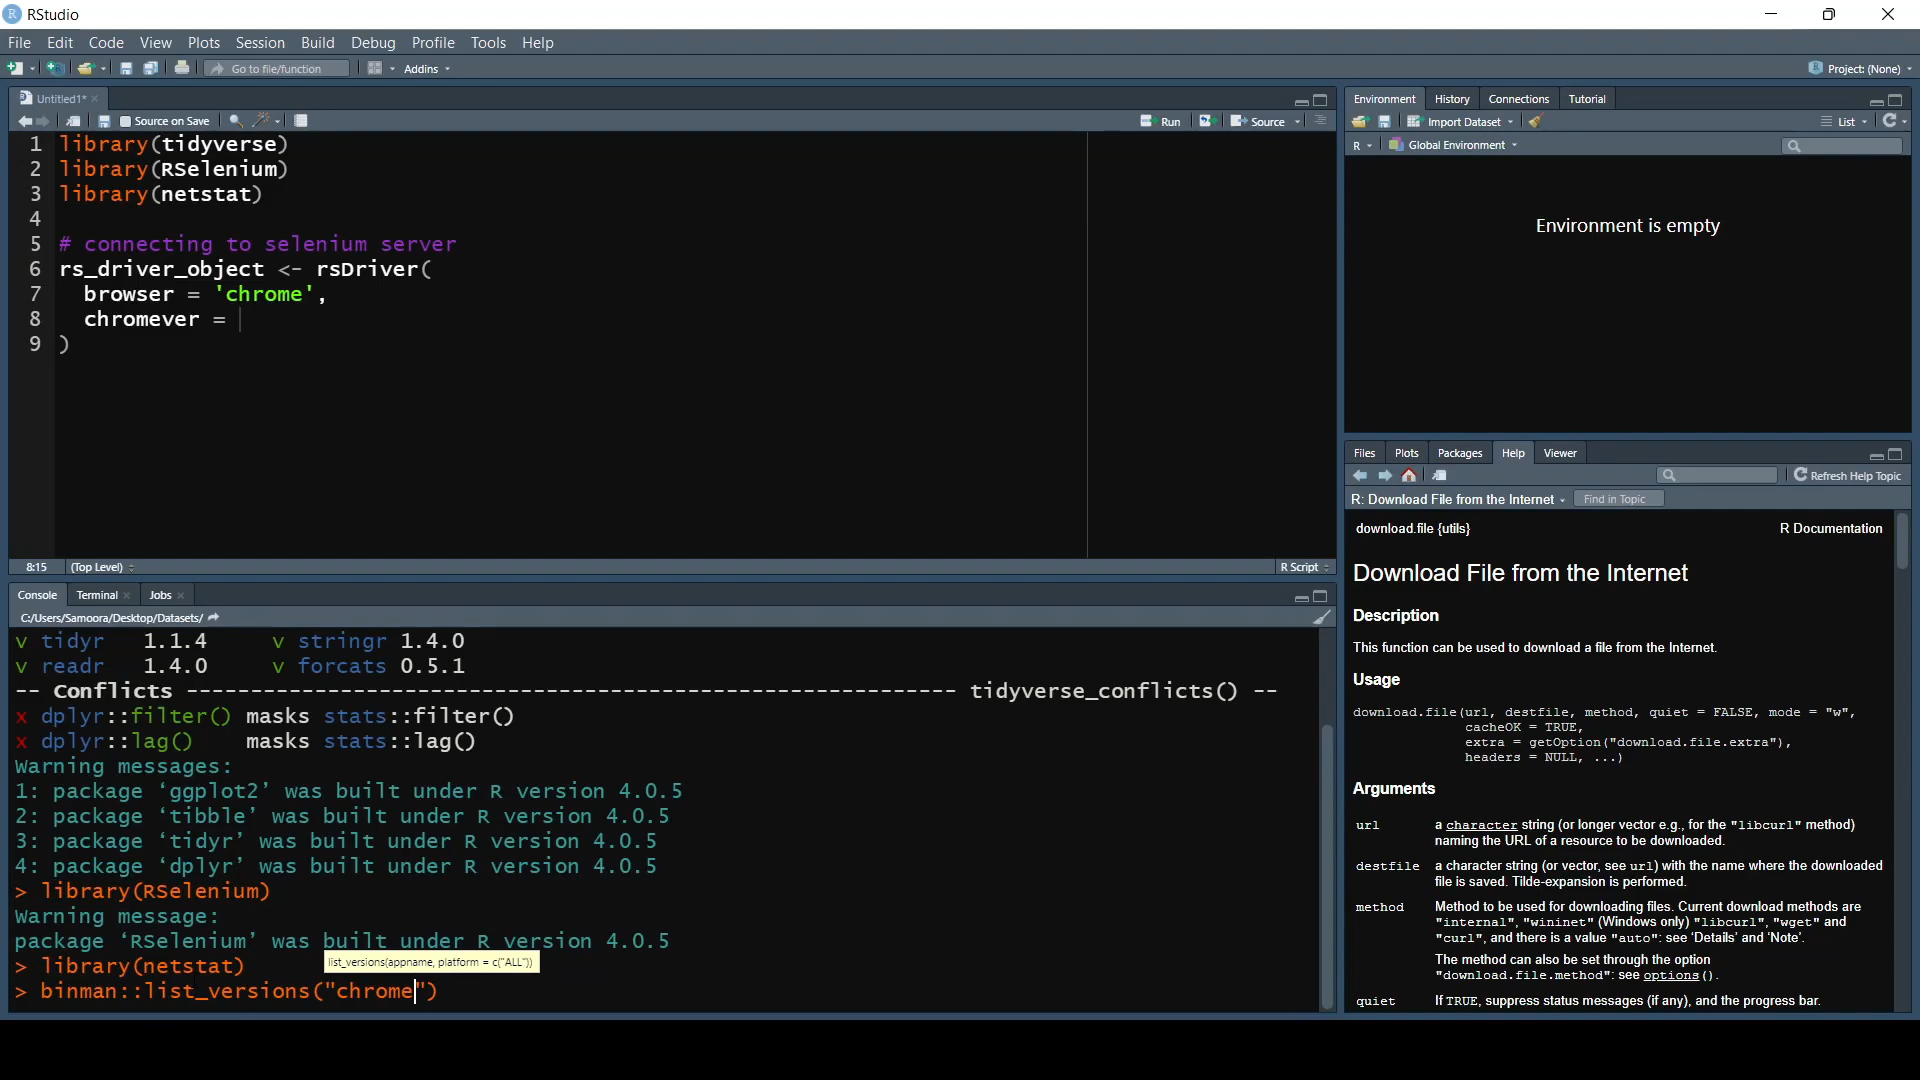 RStudio
File Edit Code View Plots Session Build Debug Profile Tools Help
Go to file/function Addins Project: (None)
Untitled1*
Source on Save Run Source
1 library(tidyverse)
2 library(RSelenium)
3 library(netstat)
4
5 # connecting to selenium server
6 rs_driver_object <- rsDriver(
7 browser = 'chrome',
8 chromever =
9 )
8:15 (Top Level) R Script
Console Terminal Jobs
C:/Users/Samoora/Desktop/Datasets/
v tidyr 1.1.4 v stringr 1.4.0
v readr 1.4.0 v forcats 0.5.1
-- Conflicts ------------------------------------------------------------ tidyverse_conflicts() --
x dplyr::filter() masks stats::filter()
x dplyr::lag() masks stats::lag()
Warning messages:
1: package ‘ggplot2’ was built under R version 4.0.5
2: package ‘tibble’ was built under R version 4.0.5
3: package ‘tidyr’ was built under R version 4.0.5
4: package ‘dplyr’ was built under R version 4.0.5
> library(RSelenium)
Warning message:
package ‘RSelenium’ was built under R version 4.0.5
> library(netstat)
list_versions(appname, platform = c("ALL"))
> binman::list_versions("chrome")
Environment History Connections Tutorial
Import Dataset List
R Global Environment
Environment is empty
Files Plots Packages Help Viewer
Refresh Help Topic
R: Download File from the Internet Find in Topic
download.file {utils} R Documentation
Download File from the Internet
Description
This function can be used to download a file from the Internet.
Usage
download.file(url, destfile, method, quiet = FALSE, mode = "w",
cacheOK = TRUE,
extra = getOption("download.file.extra"),
headers = NULL, ...)
Arguments
url a character string (or longer vector e.g., for the "libcurl" method)
naming the URL of a resource to be downloaded.
destfile a character string (or vector, see url) with the name where the downloaded
file is saved. Tilde-expansion is performed.
method Method to be used for downloading files. Current download methods are
"internal", "wininet" (Windows only) "libcurl", "wget" and
"curl", and there is a value "auto": see ‘Details’ and ‘Note’.
The method can also be set through the option
"download.file.method": see options().
quiet If TRUE, suppress status messages (if any), and the progress bar.